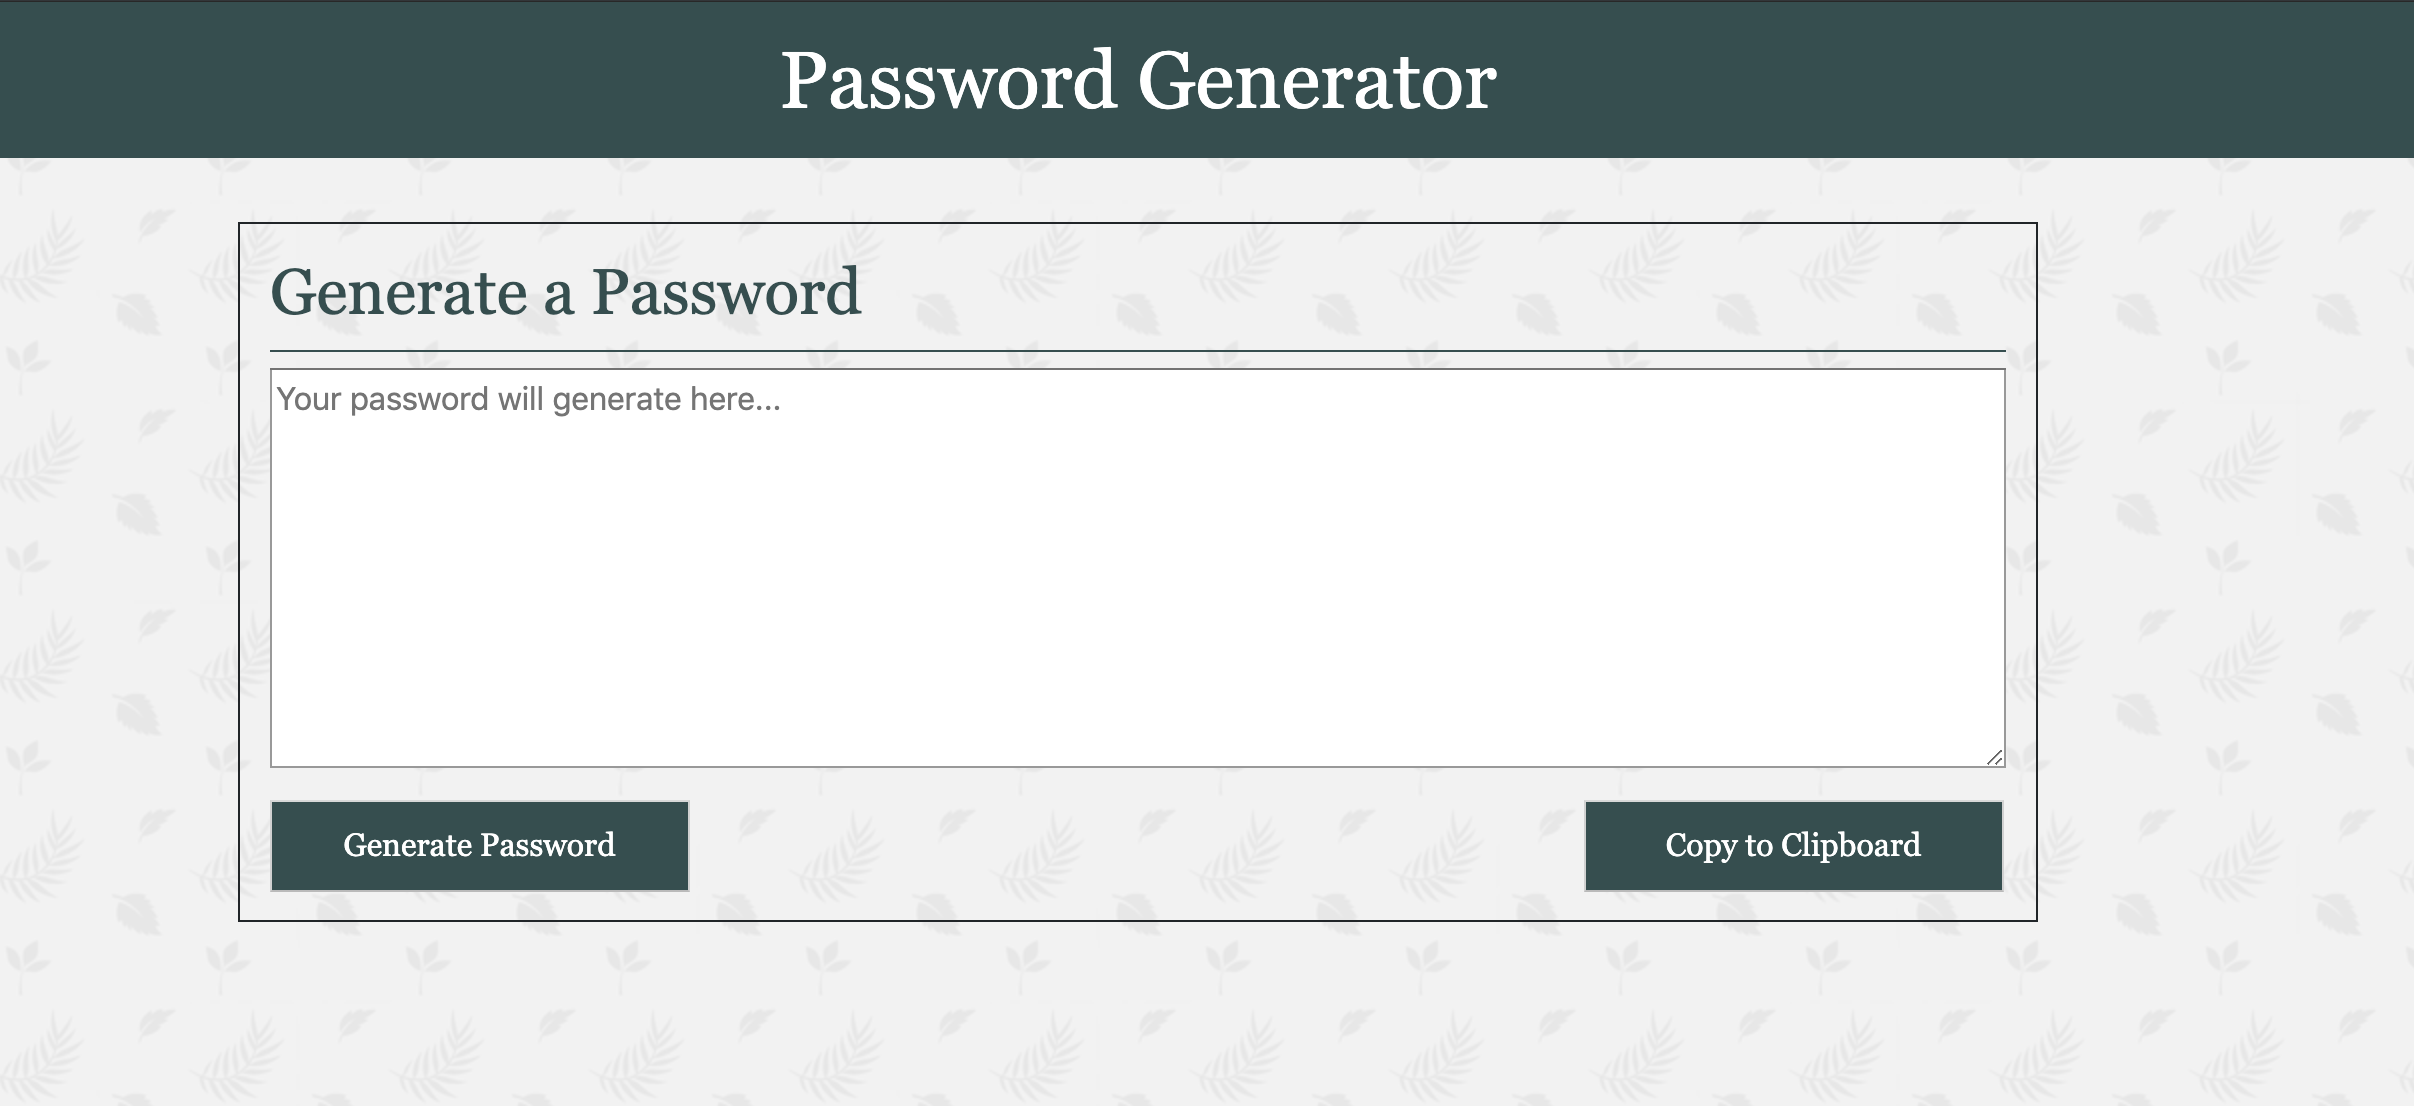 Password Generator
Generate a Password
Your password will generate here...
Generate Password
Copy to Clipboard